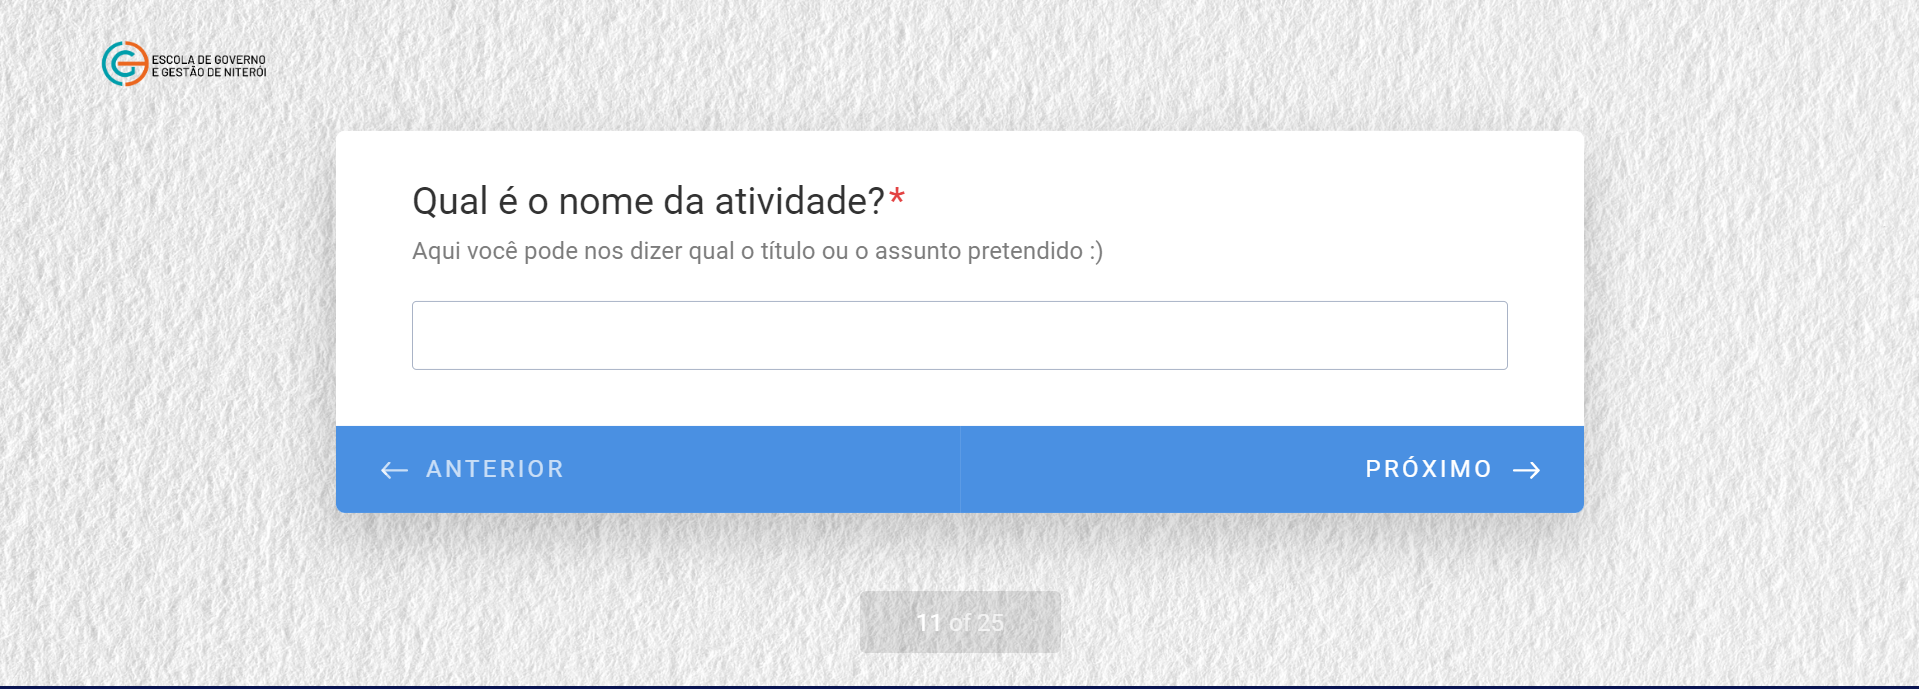 ESCOLA DE GOVERNO
E GESTÃO DE NITERÓI
Qual é o nome da atividade?*
Aqui você pode nos dizer qual o título ou o assunto pretendido :)
← ANTERIOR
PRÓXIMO →
11 of 25